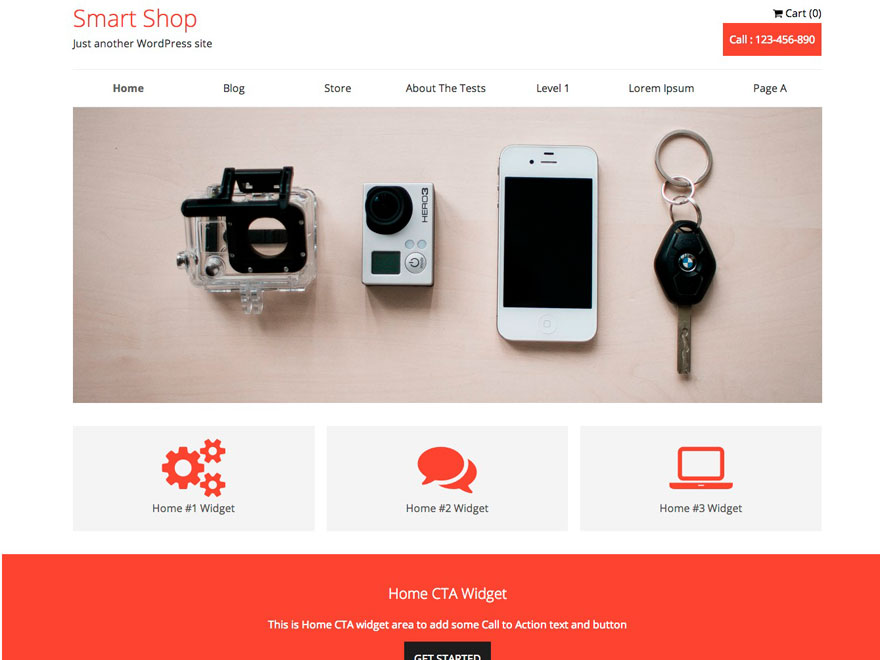 Smart Shop
Just another WordPress site
Cart (0)
Call : 123-456-890
Home
Blog
Store
About The Tests
Level 1
Lorem Ipsum
Page A
HERO3
Home #1 Widget
Home #2 Widget
Home #3 Widget
Home CTA Widget
This is Home CTA widget area to add some Call to Action text and button
GET STARTED